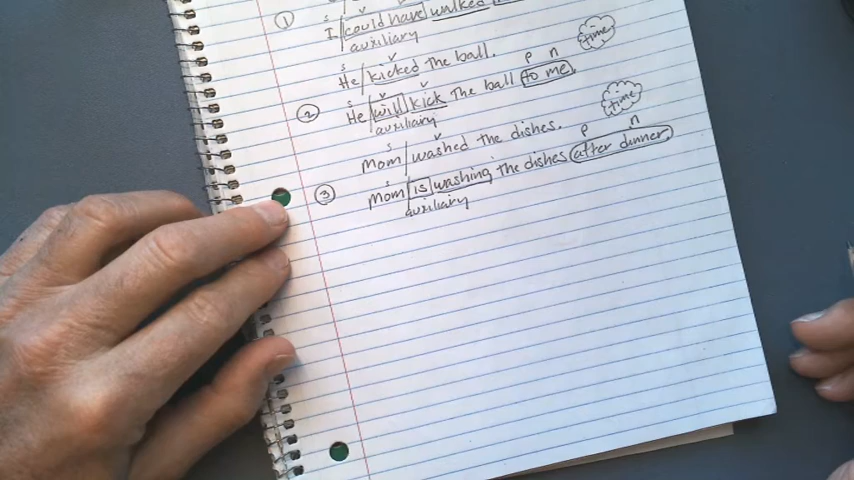 ① I could have walked
auxiliary
s v
He kicked the ball. p n time
② s v v
He will kick the ball to me.
auxiliary
s v time
Mom washed the dishes. p n
③ s
Mom is washing the dishes after dinner
auxiliary